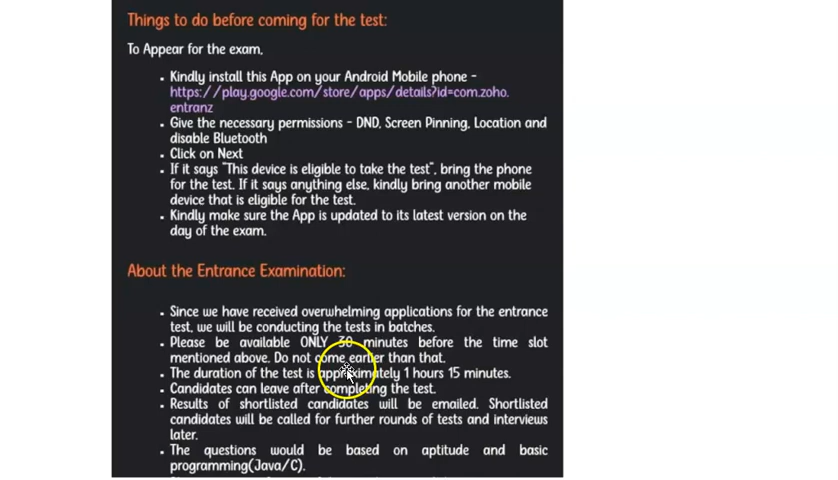 Things to do before coming for the test:
To Appear for the exam,
• Kindly install this App on your Android Mobile phone -
https://play.google.com/store/apps/details?id=com.zoho.
entranz
• Give the necessary permissions - DND, Screen Pinning, Location and
disable Bluetooth
• Click on Next
• If it says "This device is eligible to take the test", bring the phone
for the test. If it says anything else, kindly bring another mobile
device that is eligible for the test.
• Kindly make sure the App is updated to its latest version on the
day of the exam.
About the Entrance Examination:
• Since we have received overwhelming applications for the entrance
test, we will be conducting the tests in batches.
• Please be available ONLY 30 minutes before the time slot
mentioned above. Do not come earlier than that.
• The duration of the test is approximately 1 hours 15 minutes.
• Candidates can leave after completing the test.
• Results of shortlisted candidates will be emailed. Shortlisted
candidates will be called for further rounds of tests and interviews
later.
• The questions would be based on aptitude and basic
programming(Java/C).